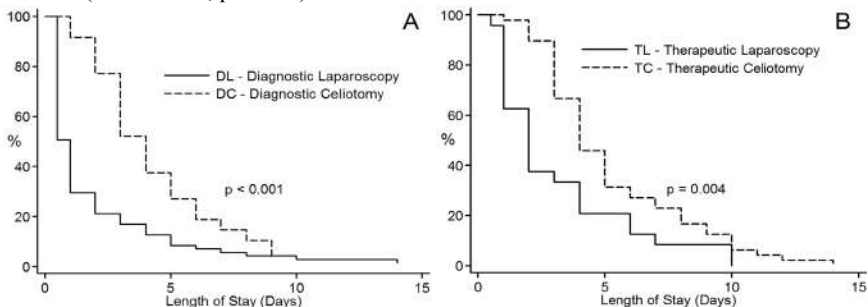 A
100
80
60
%
40
20
0
DL - Diagnostic Laparoscopy
DC - Diagnostic Celiotomy
p < 0.001
0 5 10 15
Length of Stay (Days)
B
100
80
60
%
40
20
0
TL - Therapeutic Laparoscopy
TC - Therapeutic Celiotomy
p = 0.004
0 5 10 15
Length of Stay (Days)